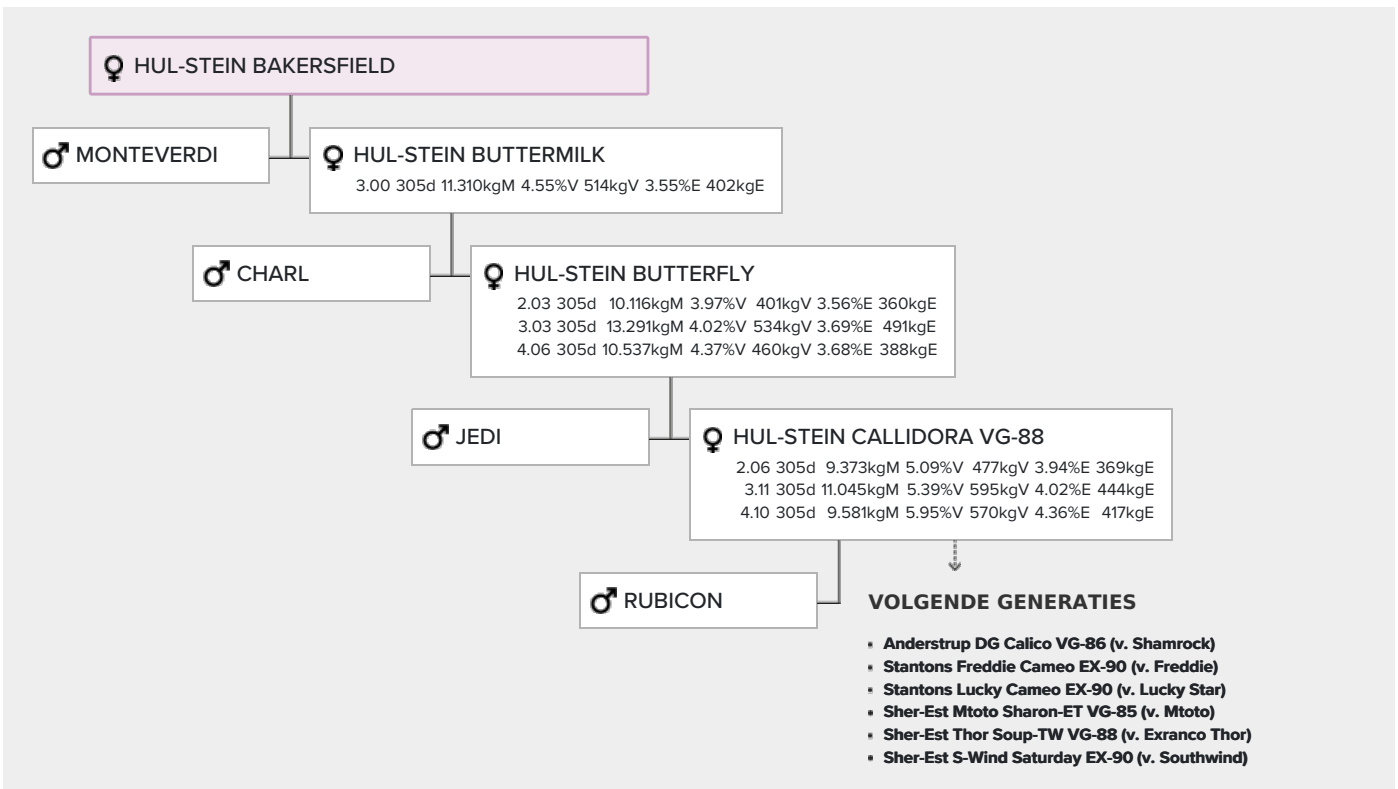 HUL-STEIN BAKERSFIELD
MONTEVERDI
HUL-STEIN BUTTERMILK
3.00 305d 11.310kgM 4.55%V 514kgV 3.55%E 402kgE
CHARL
HUL-STEIN BUTTERFLY
2.03 305d 10.116kgM 3.97%V 401kgV 3.56%E 360kgE
3.03 305d 13.291kgM 4.02%V 534kgV 3.69%E 491kgE
4.06 305d 10.537kgM 4.37%V 460kgV 3.68%E 388kgE
JEDI
HUL-STEIN CALLIDORA VG-88
2.06 305d 9.373kgM 5.09%V 477kgV 3.94%E 369kgE
3.11 305d 11.045kgM 5.39%V 595kgV 4.02%E 444kgE
4.10 305d 9.581kgM 5.95%V 570kgV 4.36%E 417kgE
RUBICON
VOLGENDE GENERATIES
Anderstrup DG Calico VG-86 (v. Shamrock)
Stantons Freddie Cameo EX-90 (v. Freddie)
Stantons Lucky Cameo EX-90 (v. Lucky Star)
Sher-Est Mtoto Sharon-ET VG-85 (v. Mtoto)
Sher-Est Thor Soup-TW VG-88 (v. Exranco Thor)
Sher-Est S-Wind Saturday EX-90 (v. Southwind)